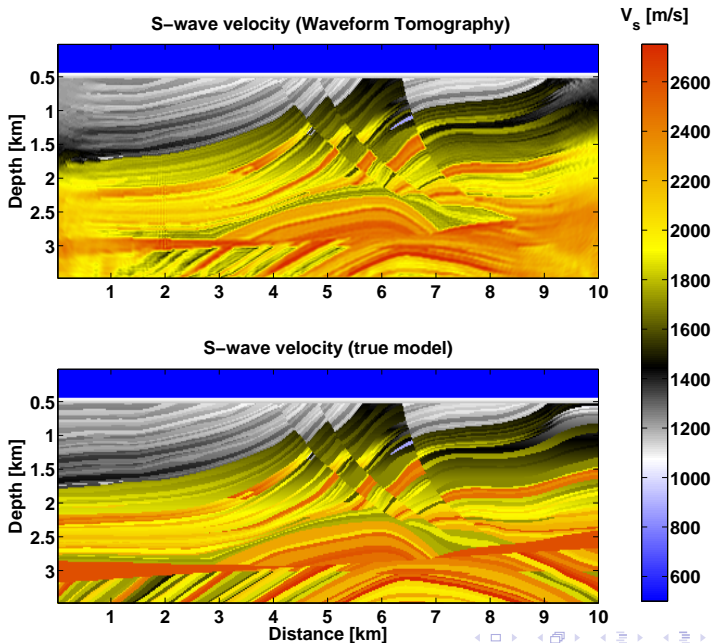 S−wave velocity (Waveform Tomography)
V_s [m/s]
Depth [km]
0.5
1
1.5
2
2.5
3
1 2 3 4 5 6 7 8 9 10
S−wave velocity (true model)
Depth [km]
0.5
1
1.5
2
2.5
3
1 2 3 4 5 6 7 8 9 10
Distance [km]
2600
2400
2200
2000
1800
1600
1400
1200
1000
800
600